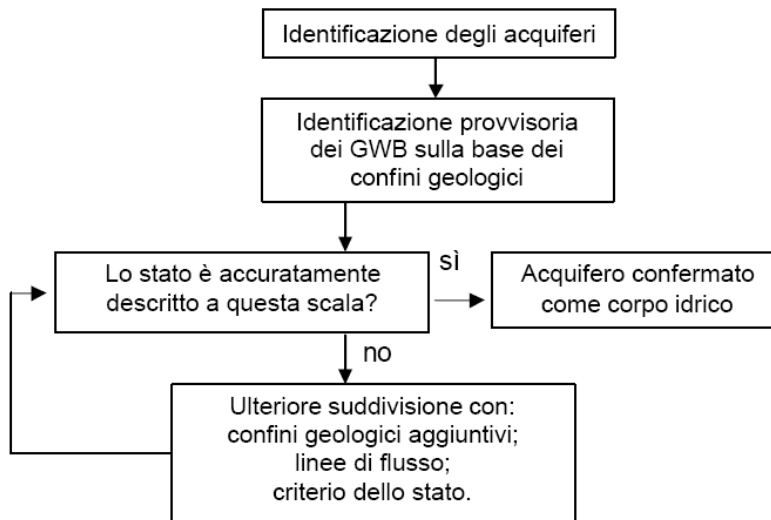 Identificazione degli acquiferi
Identificazione provvisoria
dei GWB sulla base dei
confini geologici
Lo stato è accuratamente
descritto a questa scala?
sì
Acquifero confermato
come corpo idrico
no
Ulteriore suddivisione con:
confini geologici aggiuntivi;
linee di flusso;
criterio dello stato.